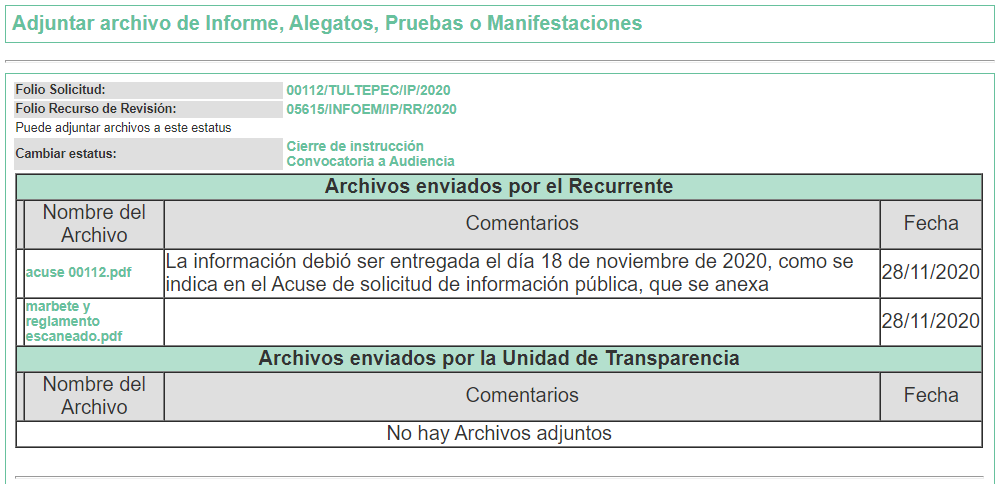 Adjuntar archivo de Informe, Alegatos, Pruebas o Manifestaciones
Folio Solicitud: 00112/TULTEPEC/IP/2020
Folio Recurso de Revisión: 05615/INFOEM/IP/RR/2020
Puede adjuntar archivos a este estatus
Cambiar estatus:
Cierre de instrucción
Convocatoria a Audiencia
Archivos enviados por el Recurrente
Nombre del
Archivo
Comentarios
Fecha
acuse 00112.pdf
La información debió ser entregada el día 18 de noviembre de 2020, como se
indica en el Acuse de solicitud de información pública, que se anexa
28/11/2020
marbete y
reglamento
escaneado.pdf
28/11/2020
Archivos enviados por la Unidad de Transparencia
Nombre del
Archivo
Comentarios
Fecha
No hay Archivos adjuntos